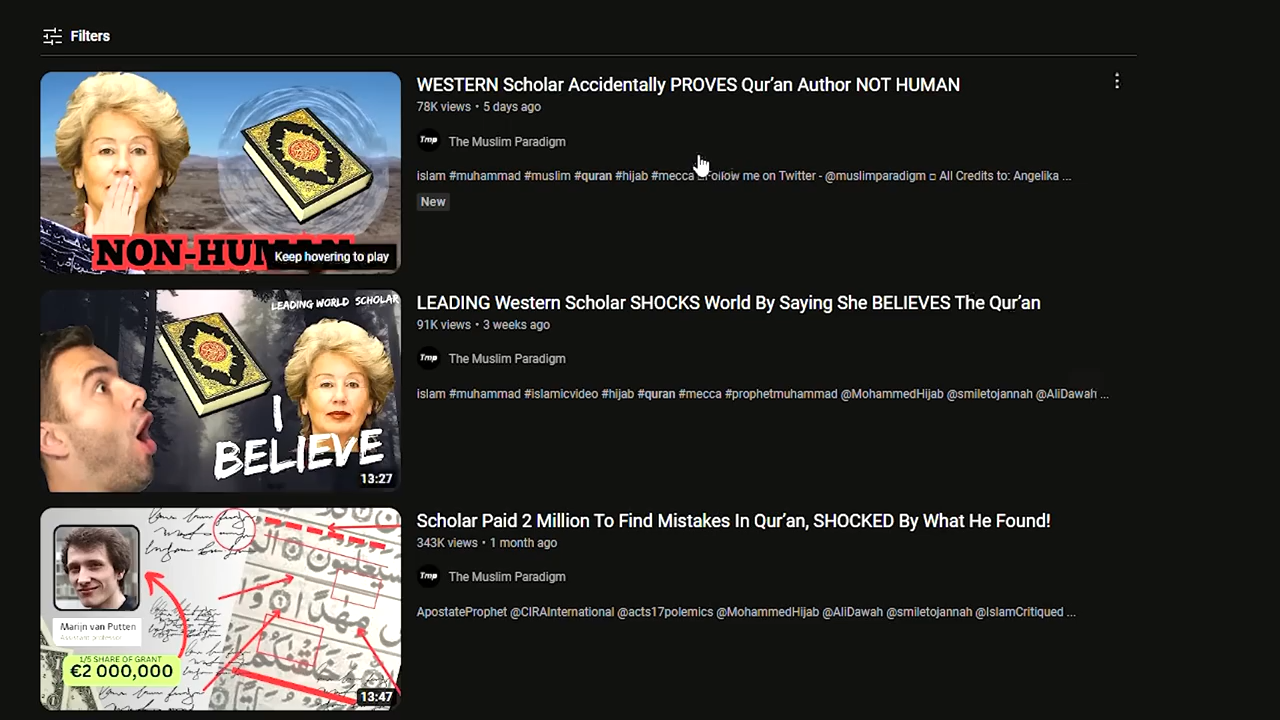 Filters
WESTERN Scholar Accidentally PROVES Qur’an Author NOT HUMAN
78K views • 5 days ago
Tmp The Muslim Paradigm
islam #muhammad #muslim #quran #hijab #mecca Follow me on Twitter - @muslimparadigm □ All Credits to: Angelika ...
New
NON-HUM
Keep hovering to play
LEADING WORLD SCHOLAR
I
BELIEVE
13:27
LEADING Western Scholar SHOCKS World By Saying She BELIEVES The Qur’an
91K views • 3 weeks ago
Tmp The Muslim Paradigm
islam #muhammad #islamicvideo #hijab #quran #mecca #prophetmuhammad @MohammedHijab @smiletojannah @AliDawah ...
Marijn van Putten
Assistant professor
1/5 SHARE OF GRANT
€2 000,000
13:47
Scholar Paid 2 Million To Find Mistakes In Qur’an, SHOCKED By What He Found!
343K views • 1 month ago
Tmp The Muslim Paradigm
ApostateProphet @CIRAInternational @acts17polemics @MohammedHijab @AliDawah @smiletojannah @IslamCritiqued ...